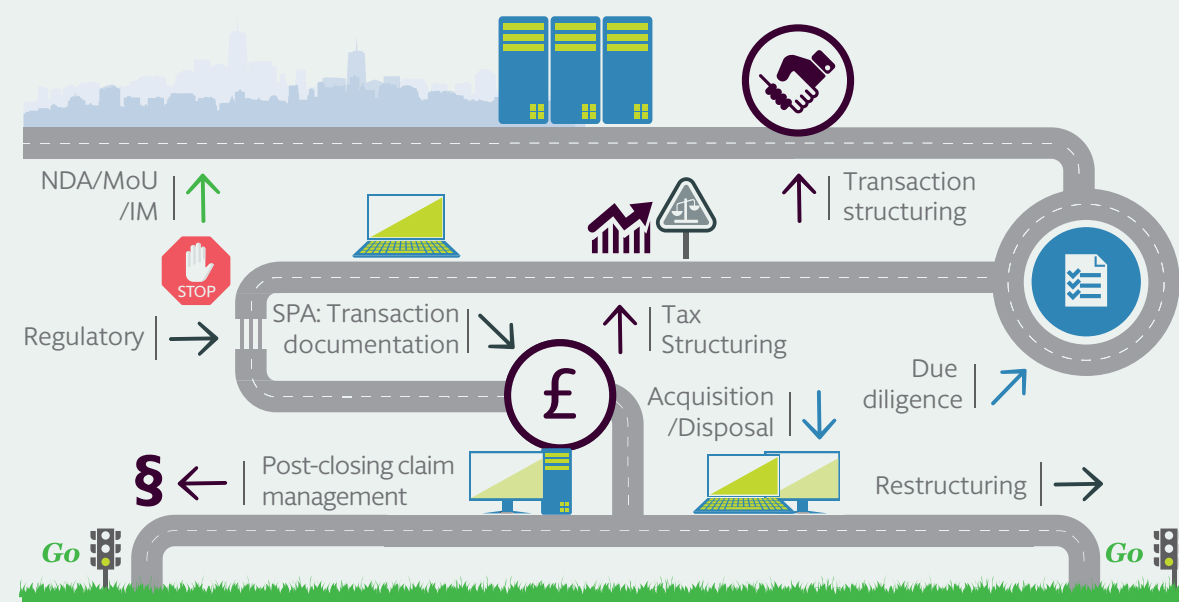 NDA/MoU
/IM
Transaction
structuring
STOP
Regulatory
SPA: Transaction
documentation
Tax
Structuring
Due
diligence
£
Acquisition
/Disposal
§
Post-closing claim
management
Restructuring
Go
Go